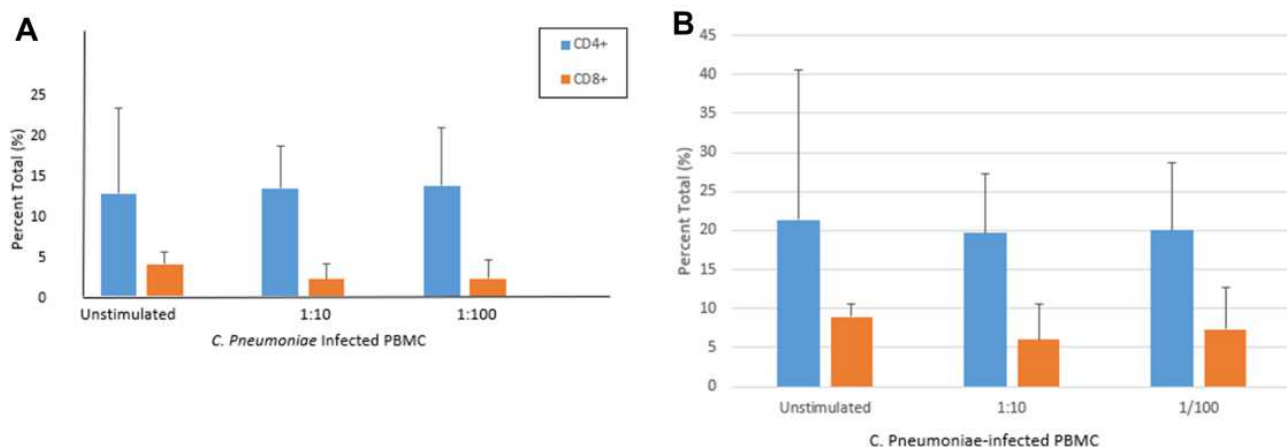 A
CD4+
CD8+
Percent Total (%)
25
20
15
10
5
0
Unstimulated 1:10 1:100
C. Pneumoniae Infected PBMC
B
Percent Total (%)
45
40
35
30
25
20
15
10
5
0
Unstimulated 1:10 1/100
C. Pneumoniae-infected PBMC